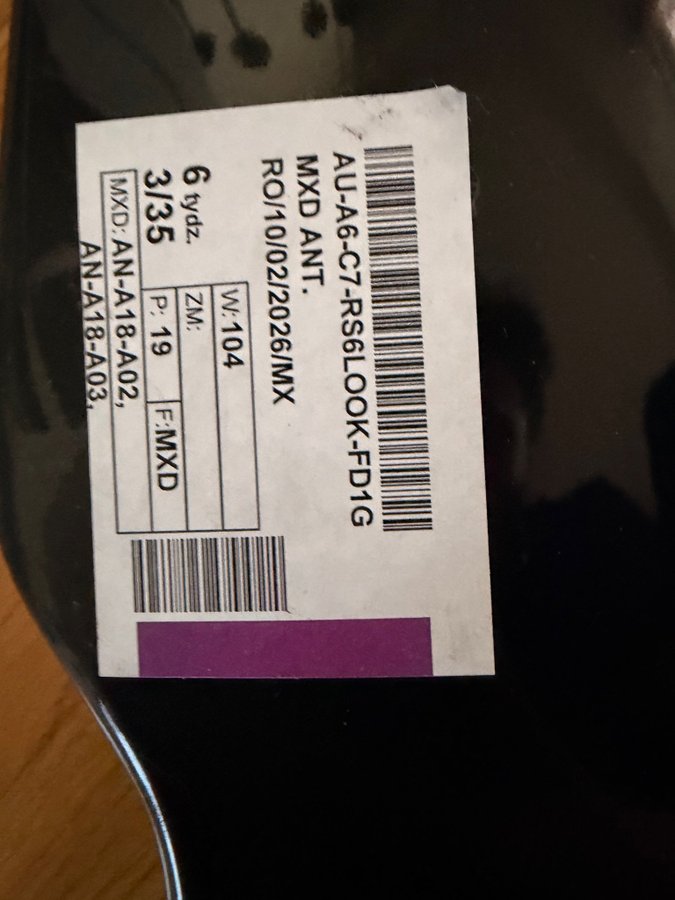 AU-A6-C7-RS6LOOK-FD1G
MXD ANT.
RO/10/02/2026/MX
6 tydz.
3/35
W: 104
ZM:
P: 19
F: MXD
MXD: AN-A18-A02,
AN-A18-A03,